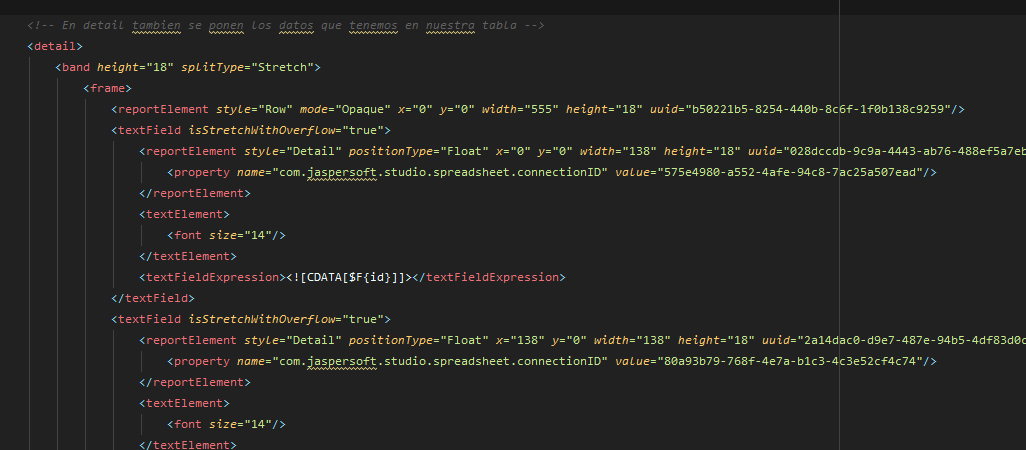 <!-- En detail tambien se ponen los datos que tenemos en nuestra tabla -->
<detail>
<band height="18" splitType="Stretch">
<frame>
<reportElement style="Row" mode="Opaque" x="0" y="0" width="555" height="18" uuid="b50221b5-8254-440b-8c6f-1f0b138c9259"/>
<textField isStretchWithOverflow="true">
<reportElement style="Detail" positionType="Float" x="0" y="0" width="138" height="18" uuid="028dccdb-9c9a-4443-ab76-488ef5a7eb
<property name="com.jaspersoft.studio.spreadsheet.connectionID" value="575e4980-a552-4afe-94c8-7ac25a507ead"/>
</reportElement>
<textElement>
<font size="14"/>
</textElement>
<textFieldExpression><![CDATA[$F{id}]]></textFieldExpression>
</textField>
<textField isStretchWithOverflow="true">
<reportElement style="Detail" positionType="Float" x="138" y="0" width="138" height="18" uuid="2a14dac0-d9e7-487e-94b5-4df83d0c
<property name="com.jaspersoft.studio.spreadsheet.connectionID" value="80a93b79-768f-4e7a-b1c3-4c3e52cf4c74"/>
</reportElement>
<textElement>
<font size="14"/>
</textElement>